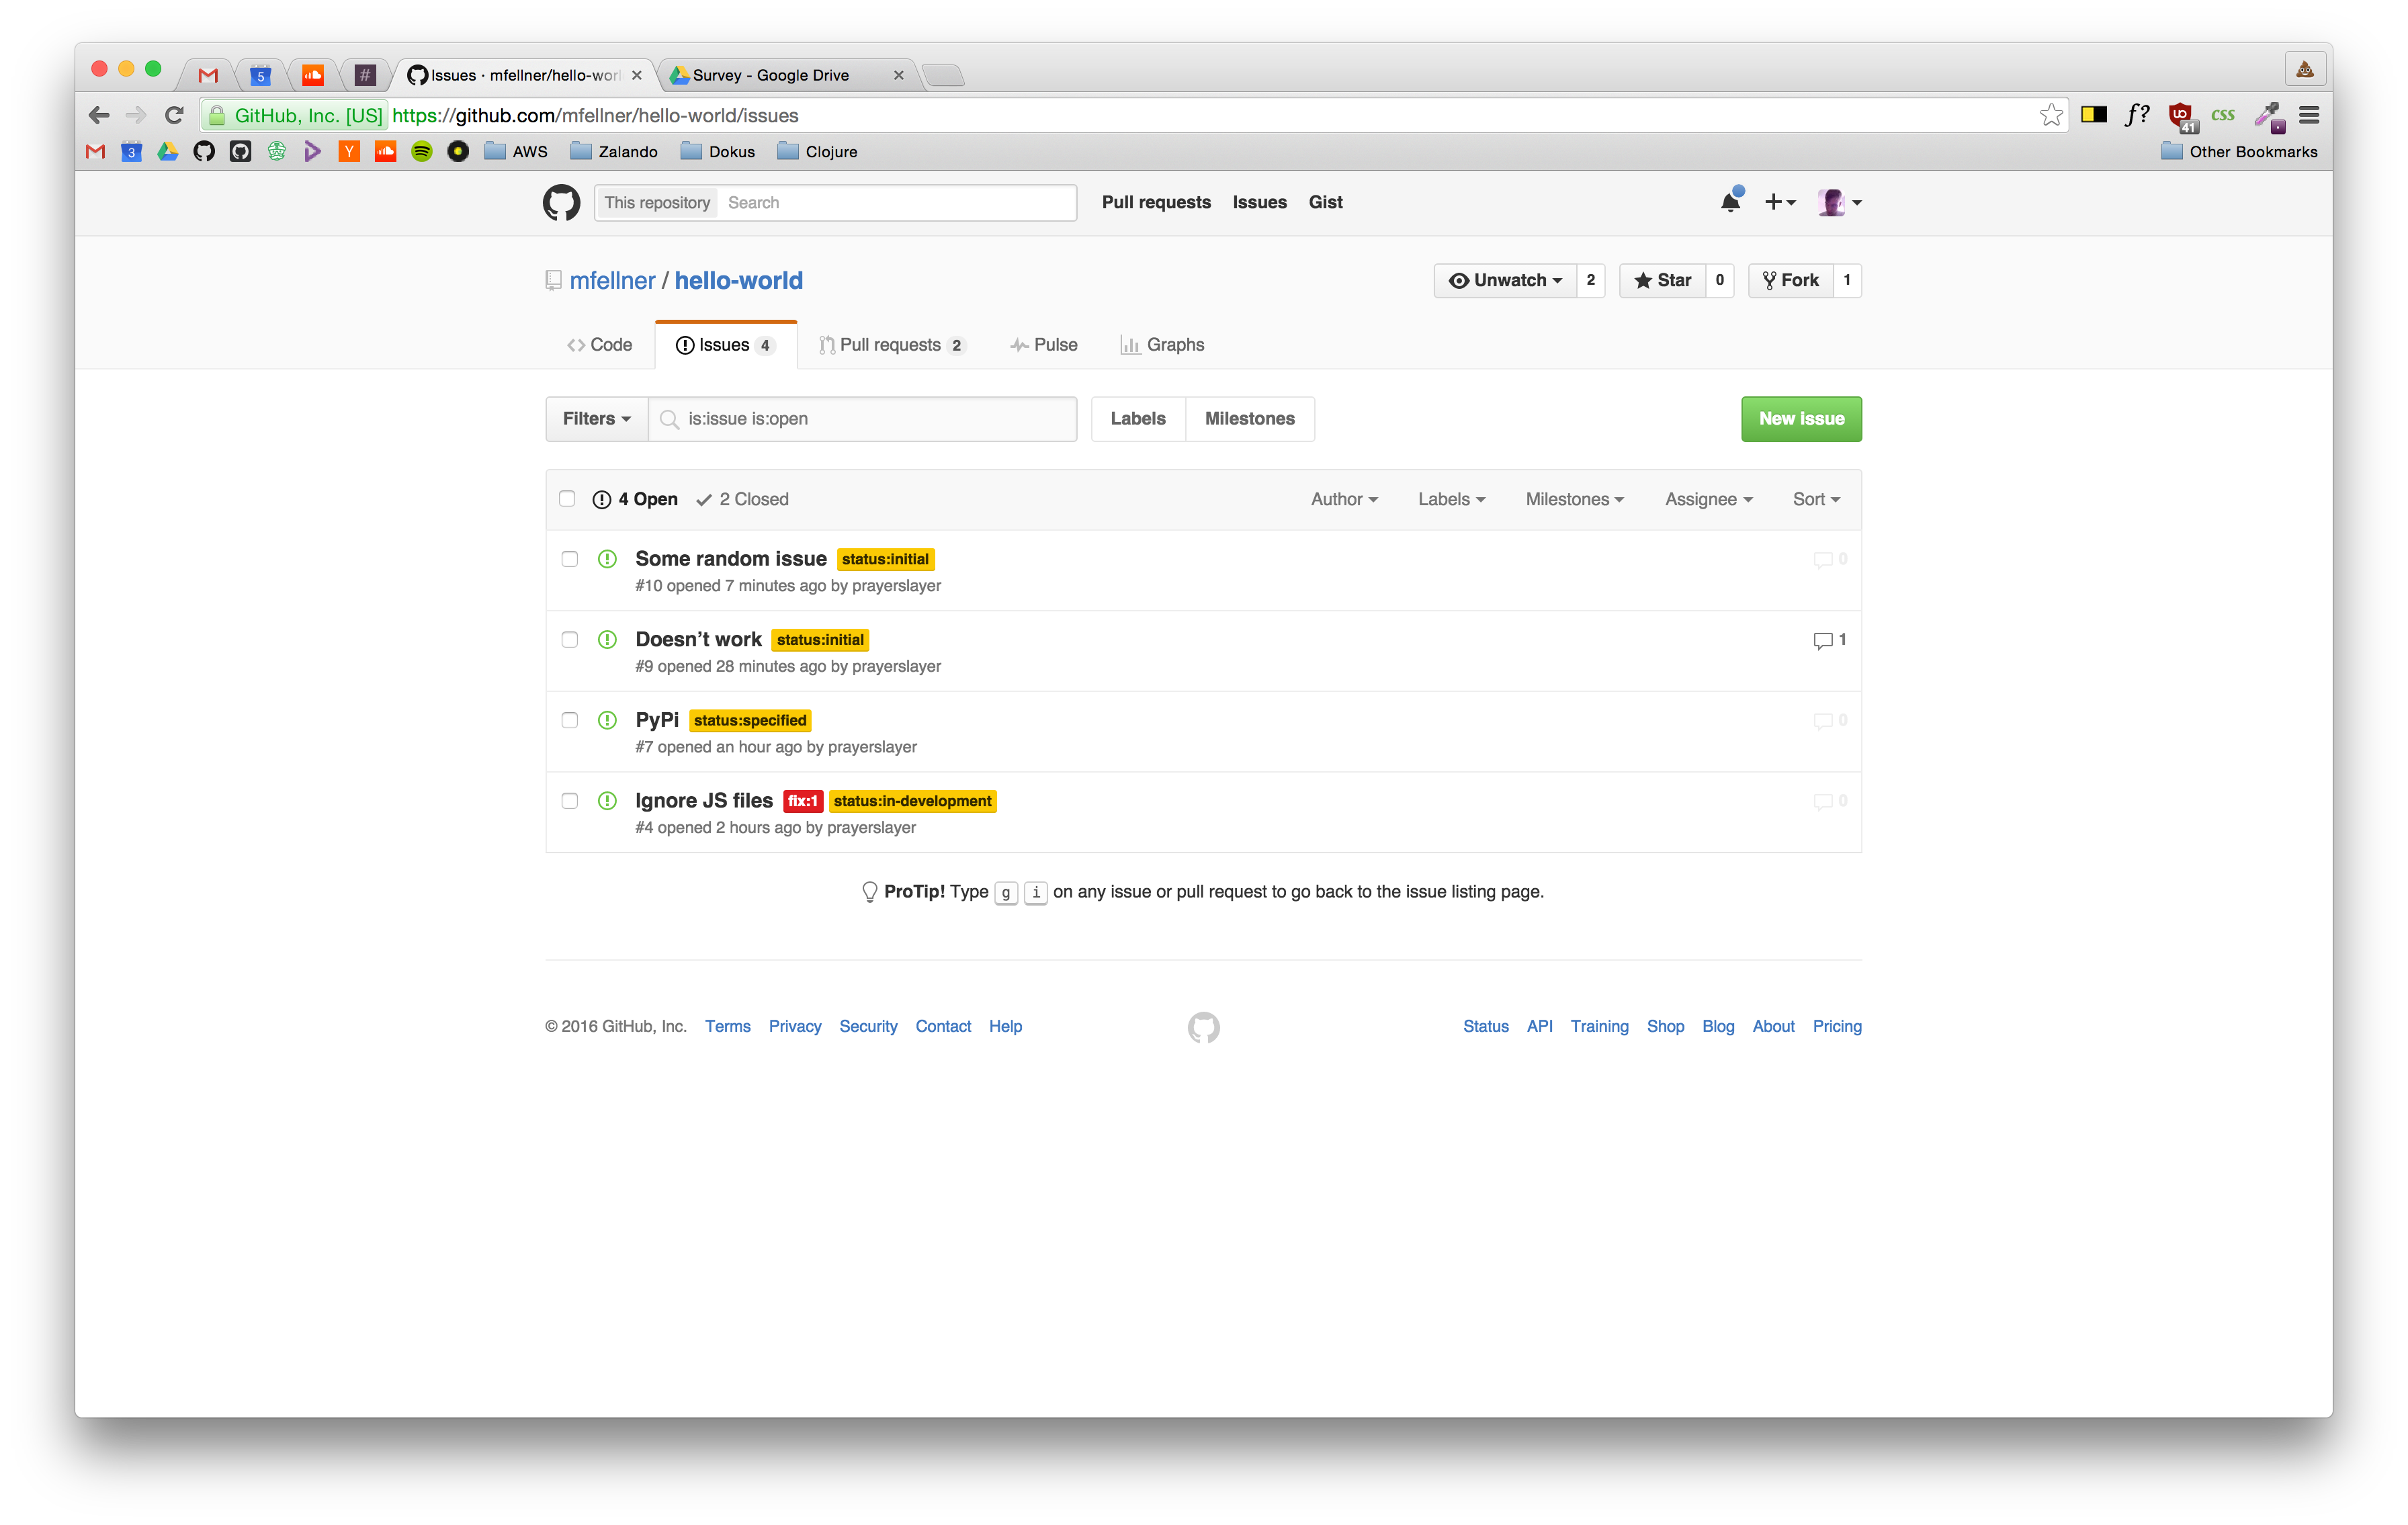 5
#
Issues · mfellner/hello-worl
Survey - Google Drive
GitHub, Inc. [US] https://github.com/mfellner/hello-world/issues
f?
41
css
3
Y
AWS
Zalando
Dokus
Clojure
Other Bookmarks
This repository Search
Pull requests Issues Gist
mfellner / hello-world
Unwatch 2
Star 0
Fork 1
Code
Issues 4
Pull requests 2
Pulse
Graphs
Filters is:issue is:open
Labels Milestones
New issue
4 Open 2 Closed
Author Labels Milestones Assignee Sort
Some random issue status:initial 0
#10 opened 7 minutes ago by prayerslayer
Doesn’t work status:initial 1
#9 opened 28 minutes ago by prayerslayer
PyPi status:specified 0
#7 opened an hour ago by prayerslayer
Ignore JS files fix:1 status:in-development 0
#4 opened 2 hours ago by prayerslayer
ProTip! Type g i on any issue or pull request to go back to the issue listing page.
© 2016 GitHub, Inc. Terms Privacy Security Contact Help
Status API Training Shop Blog About Pricing